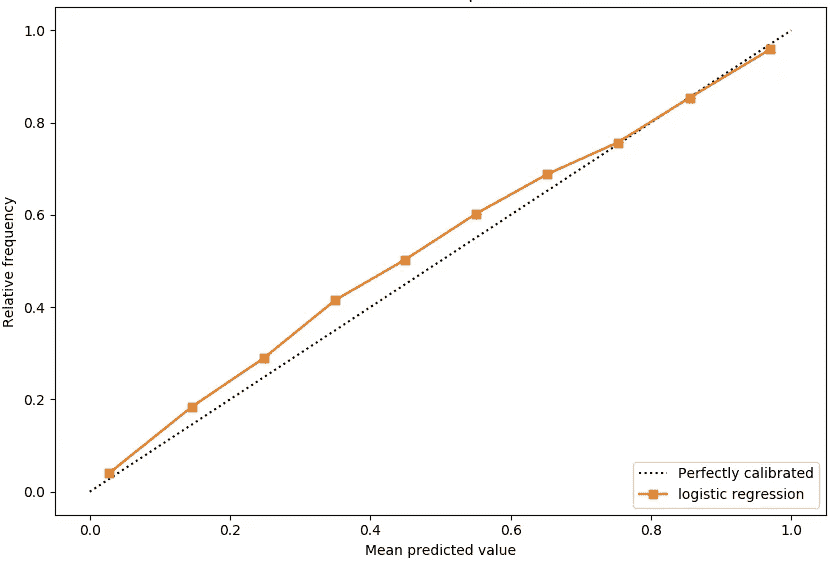 1.0
0.8
0.6
0.4
0.2
0.0
Relative frequency
0.0 0.2 0.4 0.6 0.8 1.0
Mean predicted value
Perfectly calibrated
logistic regression